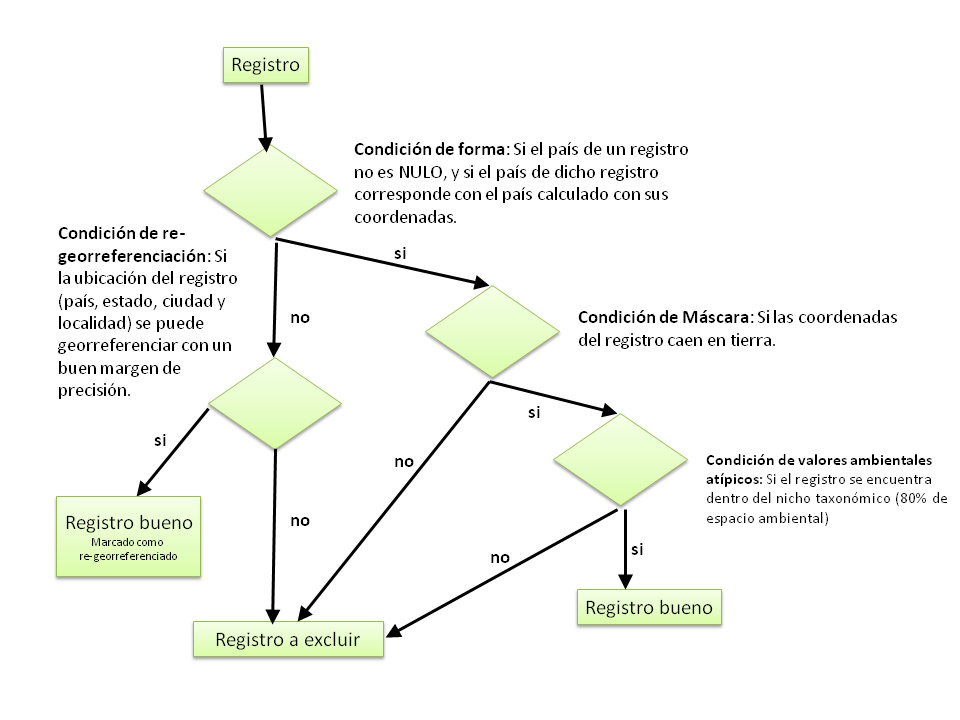 Registro
Condición de forma: Si el país de un registro
no es NULO, y si el país de dicho registro
corresponde con el país calculado con sus
coordenadas.
Condición de re-
georreferenciación: Si
la ubicación del registro
(país, estado, ciudad y
localidad) se puede
georreferenciar con un
buen margen de
precisión.
si
no
Condición de Máscara: Si las coordenadas
del registro caen en tierra.
si
si
no
Condición de valores ambientales
atípicos: Si el registro se encuentra
dentro del nicho taxonómico (80% de
espacio ambiental)
Registro bueno
Marcado como
re-georreferenciado
no
no
si
Registro bueno
Registro a excluir